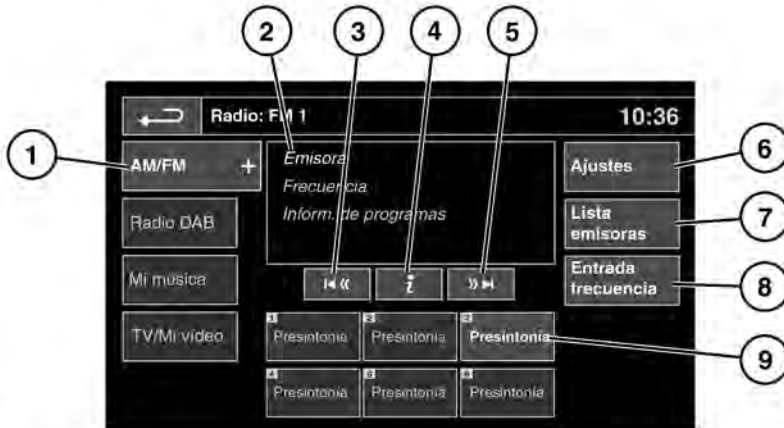 2 3 4 5
Radio: FM 1 10:36
1
AM/FM +
Emisora
Frecuencia
Inform. de programas
Ajustes
6
Radio DAB
Lista
emisoras
7
Mi música
i
Entrada
frecuencia
8
TV/Mi vídeo
1 Presintonía
2 Presintonía
3 Presintonía
9
4 Presintonía
5 Presintonía
6 Presintonía